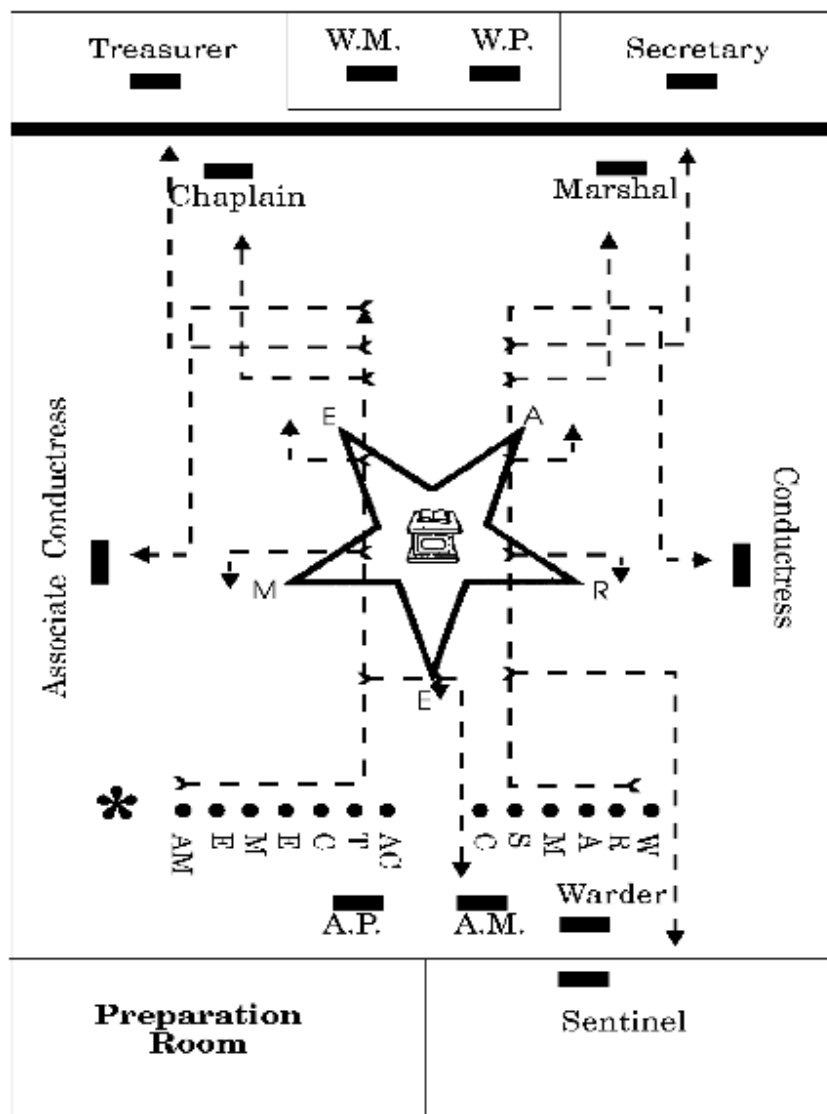 Treasurer
W.M.
W.P.
Secretary
Chaplain
Marshal
E
A
Associate Conductress
Conductress
M
R
E
*
AM
E
M
E
C
T
AC
C
S
M
A
R
W
A.P.
A.M.
Warder
Preparation
Room
Sentinel